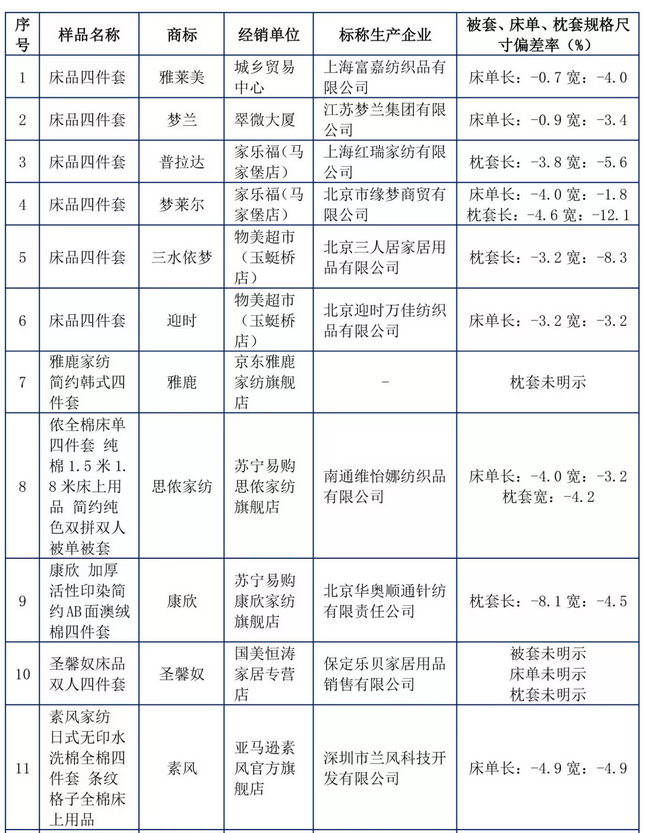 序号 样品名称 商标 经销单位 标称生产企业 被套、床单、枕套规格尺寸偏差率（%）
1 床品四件套 雅莱美 城乡贸易中心 上海富嘉纺织品有限公司 床单长：-0.7 宽：-4.0
2 床品四件套 梦兰 翠微大厦 江苏梦兰集团有限公司 床单长：-0.9 宽：-3.4
3 床品四件套 普拉达 家乐福（马家堡店） 上海红瑞家纺有限公司 枕套长：-3.8 宽：-5.6
4 床品四件套 梦莱尔 家乐福（马家堡店） 北京市缘梦商贸有限公司 床单长：-4.0 宽：-1.8 枕套长：-4.6 宽：-12.1
5 床品四件套 三水依梦 物美超市（玉蜓桥店） 北京三人居家居用品有限公司 枕套长：-3.2 宽：-8.3
6 床品四件套 迎时 物美超市（玉蜓桥店） 北京迎时万佳纺织品有限公司 床单长：-3.2 宽：-3.2
7 雅鹿家纺 简约韩式四件套 雅鹿 京东雅鹿家纺旗舰店 - 枕套未明示
8 侬全棉床单四件套 纯棉1.5米1.8米床上用品 简约纯色双拼双人被单被套 思侬家纺 苏宁易购思侬家纺旗舰店 南通维怡娜纺织品有限公司 床单长：-4.0 宽：-3.2 枕套宽：-4.2
9 康欣 加厚活性印染简约AB面澳绒棉四件套 康欣 苏宁易购康欣家纺旗舰店 北京华奥顺通针纺有限责任公司 枕套长：-8.1 宽：-4.5
10 圣馨奴床品双人四件套 圣馨奴 国美恒涛家居专营店 保定乐贝家居用品销售有限公司 被套未明示 床单未明示 枕套未明示
11 素风家纺 日式无印水洗棉全棉四件套 条纹格子全棉床上用品 素风 亚马逊素风官方旗舰店 深圳市兰风科技开发有限公司 床单长：-4.9 宽：-4.9